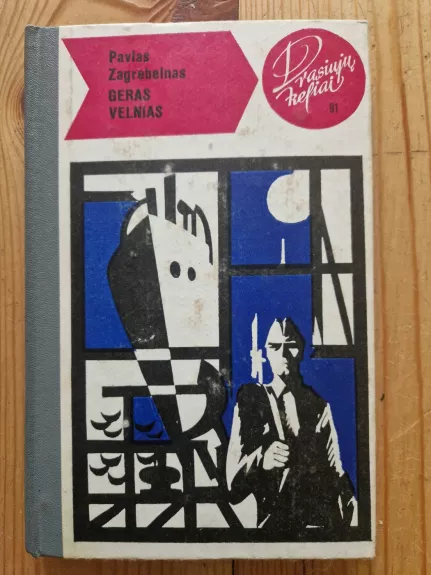 Pavlas
Zagrebelnas
GERAS
VELNIAS
Drąsiųjų
keliai
91